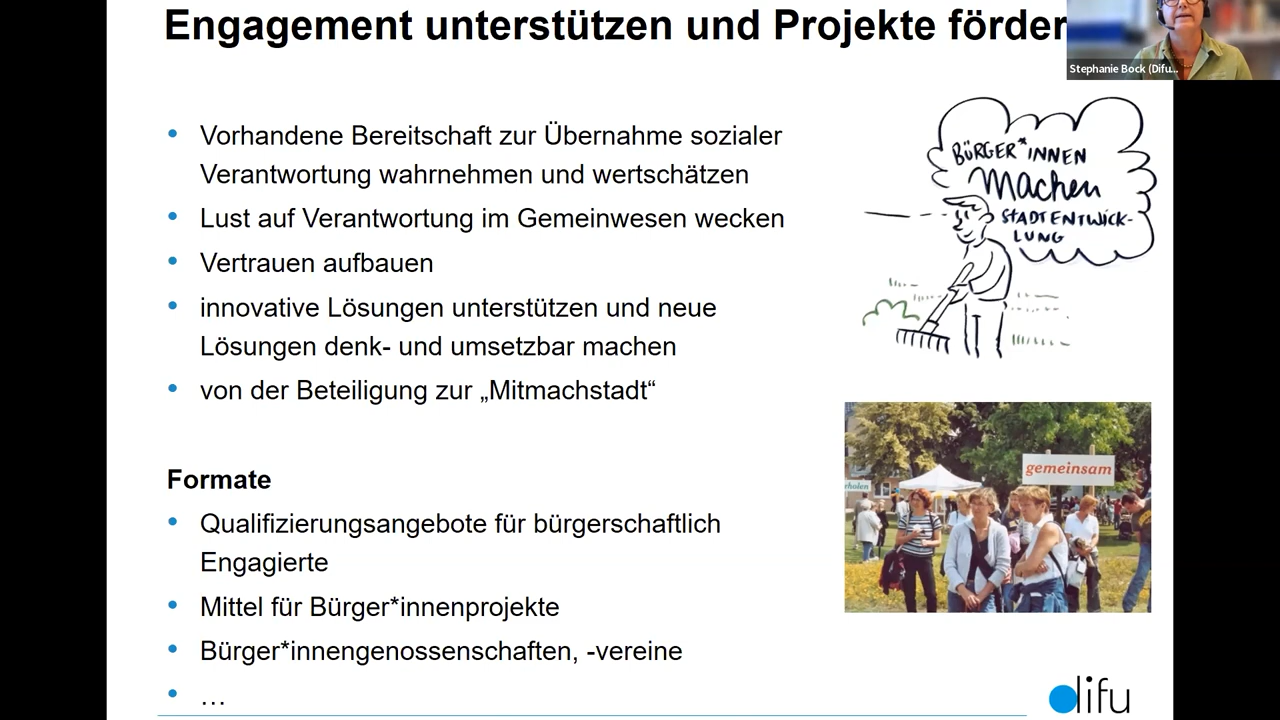 Engagement unterstützen und Projekte förder
Stephanie Bock (Difu...
• Vorhandene Bereitschaft zur Übernahme sozialer
Verantwortung wahrnehmen und wertschätzen
• Lust auf Verantwortung im Gemeinwesen wecken
• Vertrauen aufbauen
• innovative Lösungen unterstützen und neue
Lösungen denk- und umsetzbar machen
• von der Beteiligung zur „Mitmachstadt“
BÜRGER*INNEN
Machen
STADTENTWICK-
LUNG
gemeinsam
rholen
Formate
• Qualifizierungsangebote für bürgerschaftlich
Engagierte
• Mittel für Bürger*innenprojekte
• Bürger*innengenossenschaften, -vereine
• …
difu